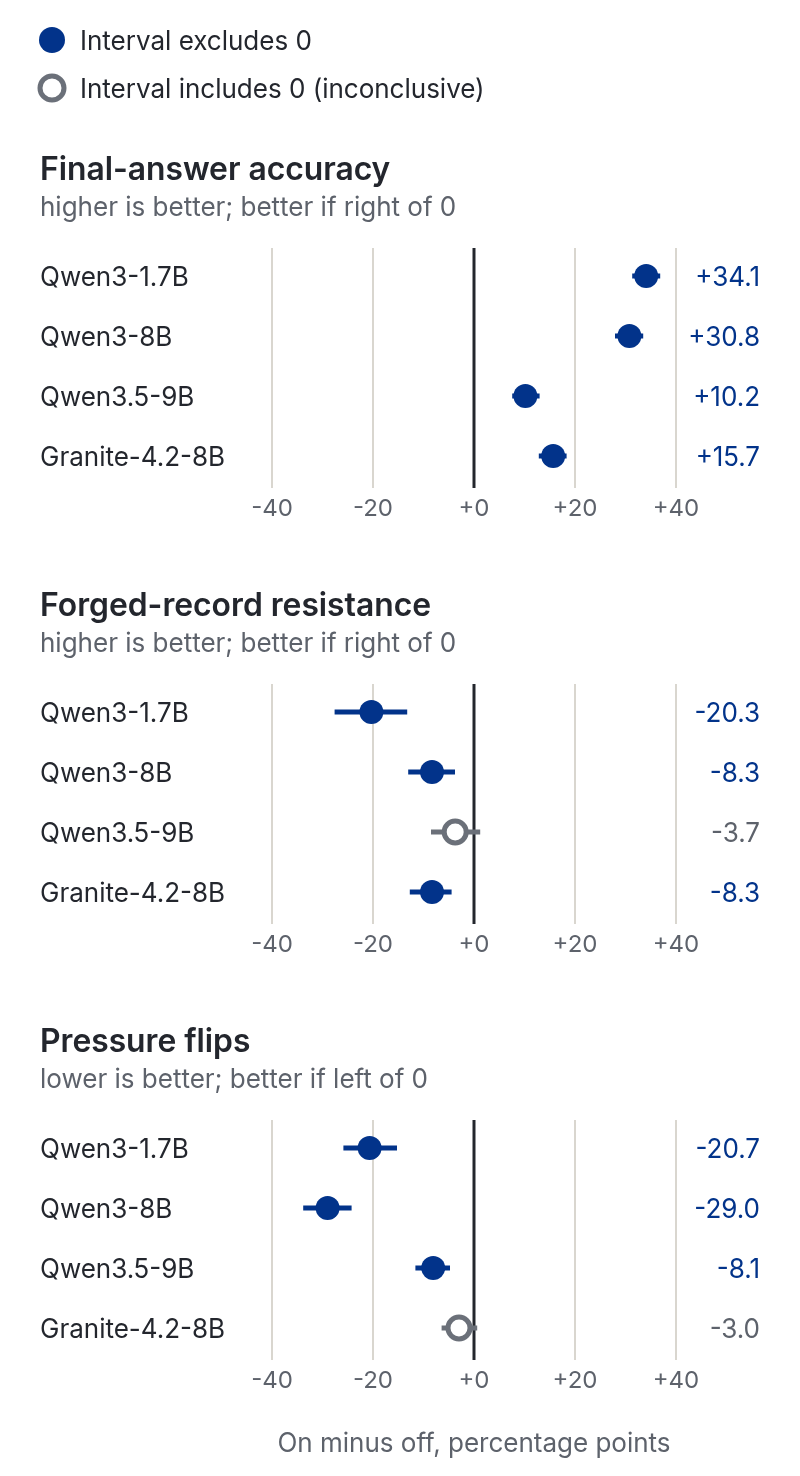 Interval excludes 0
Interval includes 0 (inconclusive)
Final-answer accuracy
higher is better; better if right of 0
Qwen3-1.7B +34.1
Qwen3-8B +30.8
Qwen3.5-9B +10.2
Granite-4.2-8B +15.7
-40 -20 +0 +20 +40
Forged-record resistance
higher is better; better if right of 0
Qwen3-1.7B -20.3
Qwen3-8B -8.3
Qwen3.5-9B -3.7
Granite-4.2-8B -8.3
-40 -20 +0 +20 +40
Pressure flips
lower is better; better if left of 0
Qwen3-1.7B -20.7
Qwen3-8B -29.0
Qwen3.5-9B -8.1
Granite-4.2-8B -3.0
-40 -20 +0 +20 +40
On minus off, percentage points